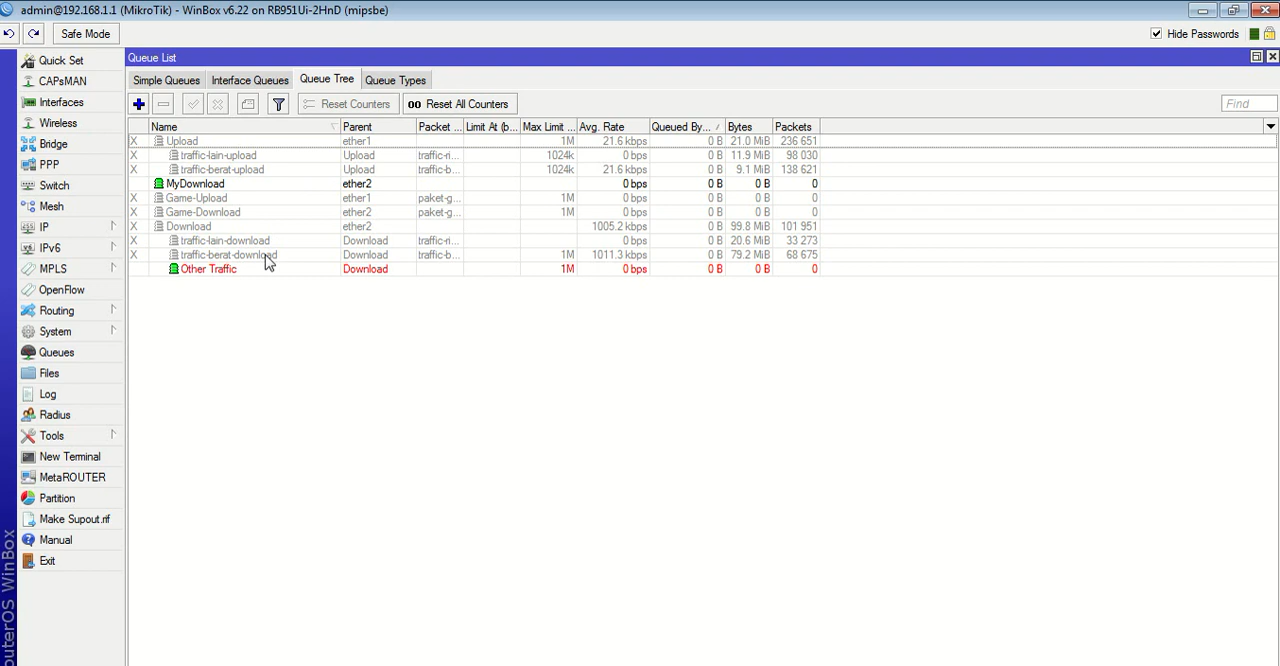 admin@192.168.1.1 (MikroTik) - WinBox v6.22 on RB951Ui-2HnD (mipsbe)
Safe Mode
Hide Passwords
Quick Set
CAPsMAN
Interfaces
Wireless
Bridge
PPP
Switch
Mesh
IP
IPv6
MPLS
OpenFlow
Routing
System
Queues
Files
Log
Radius
Tools
New Terminal
MetaROUTER
Partition
Make Supout.rif
Manual
Exit
outerOS WinBox
Queue List
Simple Queues Interface Queues Queue Tree Queue Types
Reset Counters 00 Reset All Counters Find
Name Parent Packet ... Limit At (b... Max Limit ... Avg. Rate Queued By... Bytes Packets
X Upload ether1 1M 21.6 kbps 0 B 21.0 MiB 236 651
X traffic-lain-upload Upload traffic-ri... 1024k 0 bps 0 B 11.9 MiB 98 030
X traffic-berat-upload Upload traffic-b... 1024k 21.6 kbps 0 B 9.1 MiB 138 621
MyDownload ether2 0 bps 0 B 0 B 0
X Game-Upload ether1 paket-g... 1M 0 bps 0 B 0 B 0
X Game-Download ether2 paket-g... 1M 0 bps 0 B 0 B 0
X Download ether2 1005.2 kbps 0 B 99.8 MiB 101 951
X traffic-lain-download Download traffic-ri... 0 bps 0 B 20.6 MiB 33 273
X traffic-berat-download Download traffic-b... 1M 1011.3 kbps 0 B 79.2 MiB 68 675
Other Traffic Download 1M 0 bps 0 B 0 B 0